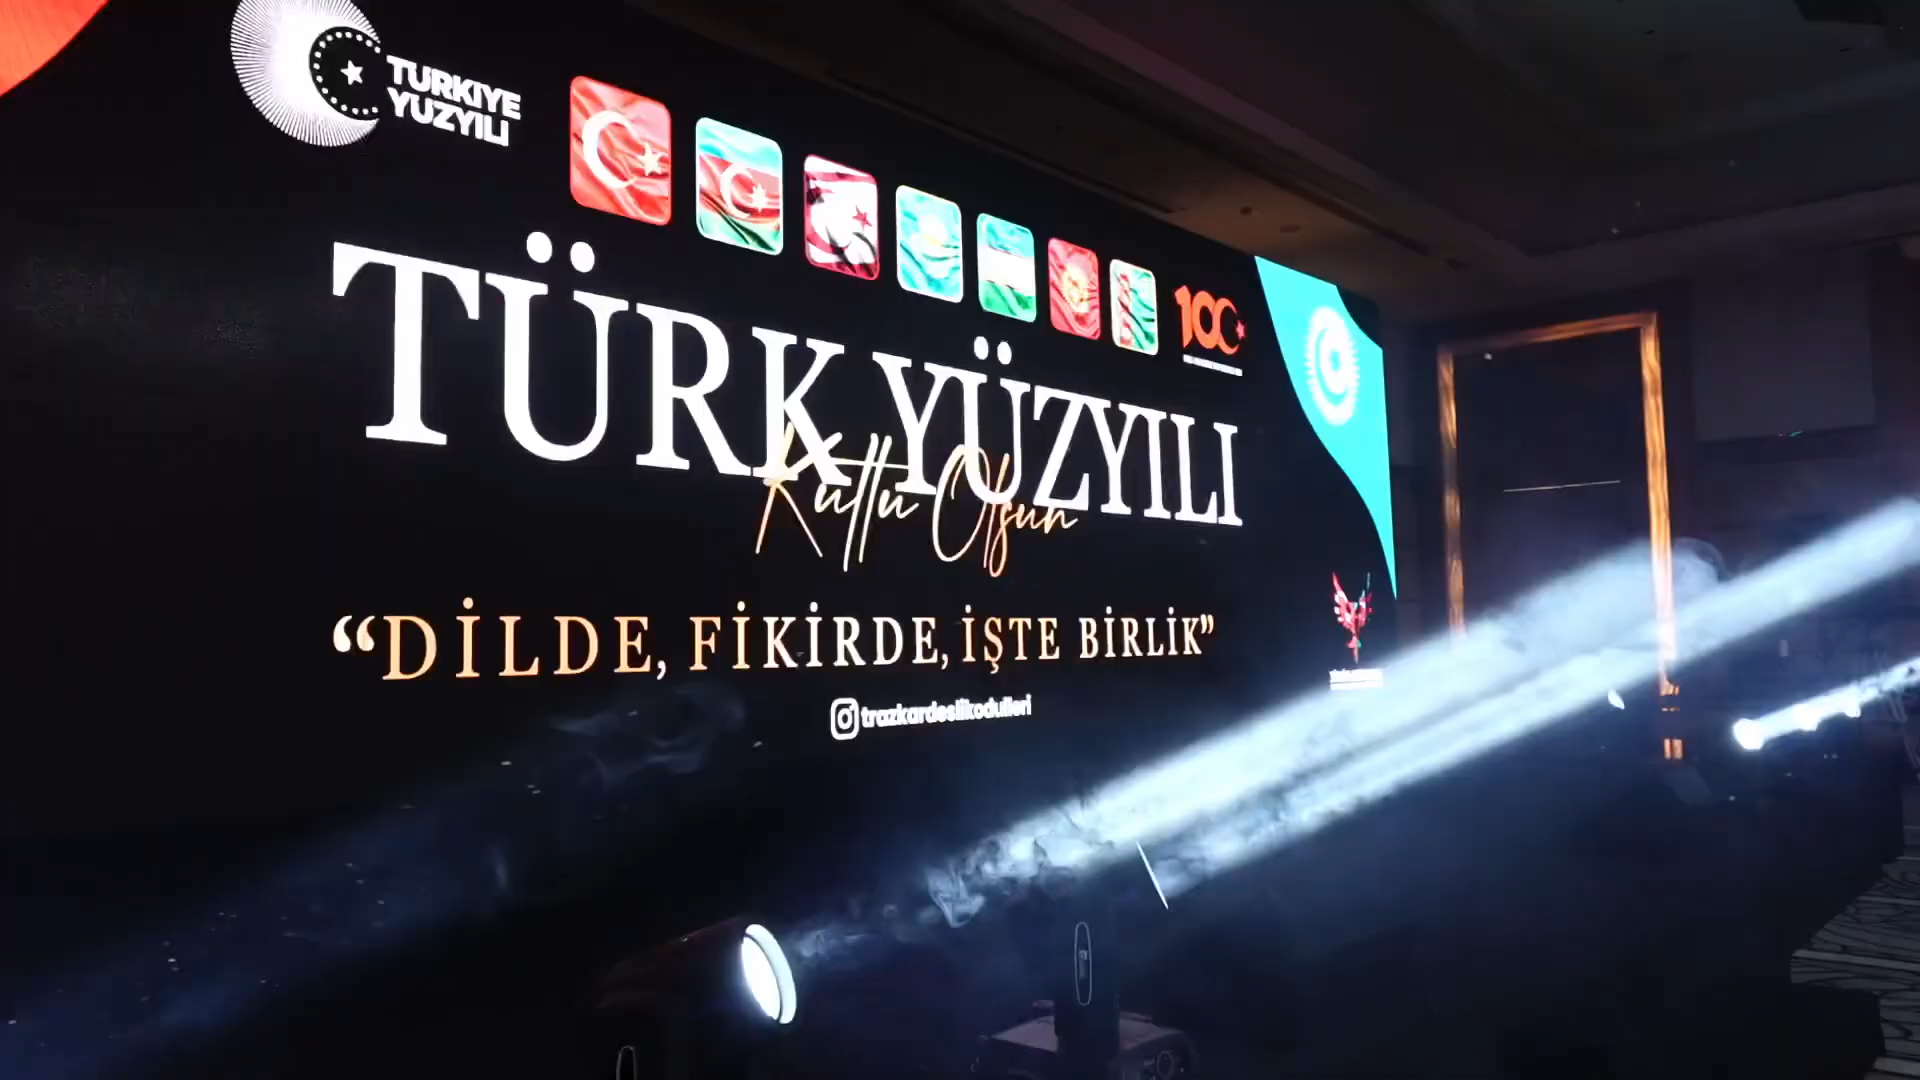 TÜRKİYE
YÜZYILI
100
TÜRK YÜZYILI
Kutlu Olsun
“DİLDE, FİKİRDE, İŞTE BİRLİK”
trazkardeslikodulleri